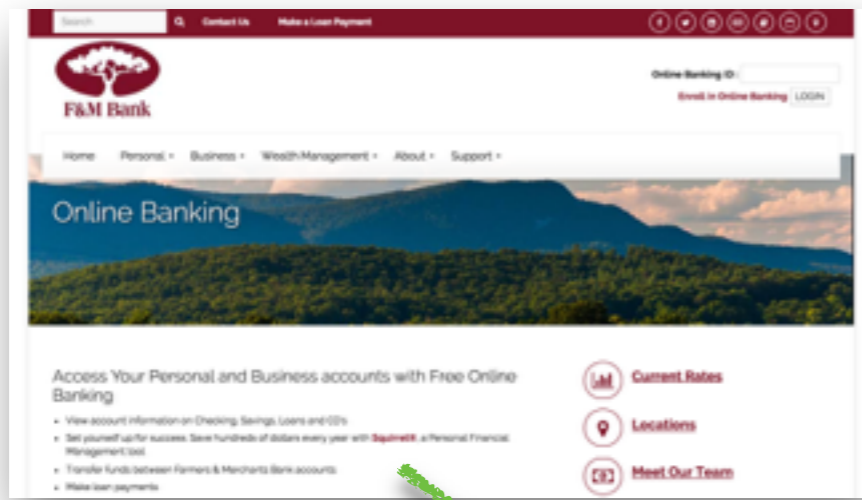 Search Contact Us Make a Loan Payment
F&M Bank
Online Banking ID :
Enroll in Online Banking LOGIN
Home Personal Business Wealth Management About Support
Online Banking
Access Your Personal and Business accounts with Free Online
Banking
• View account information on Checking, Savings, Loans and CD's
• Set yourself up for success. Save hundreds of dollars every year with SquirrelIt, a Personal Financial
Management tool
• Transfer funds between Farmers & Merchants Bank accounts
• Make loan payments
Current Rates
Locations
Meet Our Team